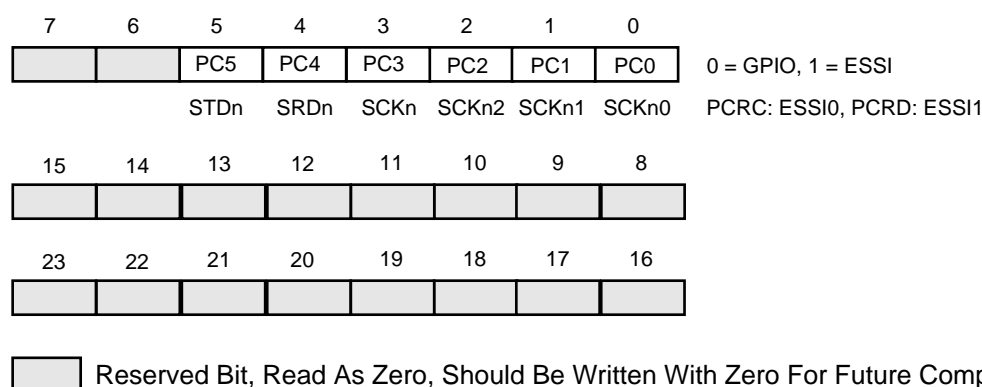 7 6 5 4 3 2 1 0
PC5 PC4 PC3 PC2 PC1 PC0 0 = GPIO, 1 = ESSI
STDn SRDn SCKn SCKn2 SCKn1 SCKn0 PCRC: ESSI0, PCRD: ESSI1
15 14 13 12 11 10 9 8
23 22 21 20 19 18 17 16
Reserved Bit, Read As Zero, Should Be Written With Zero For Future